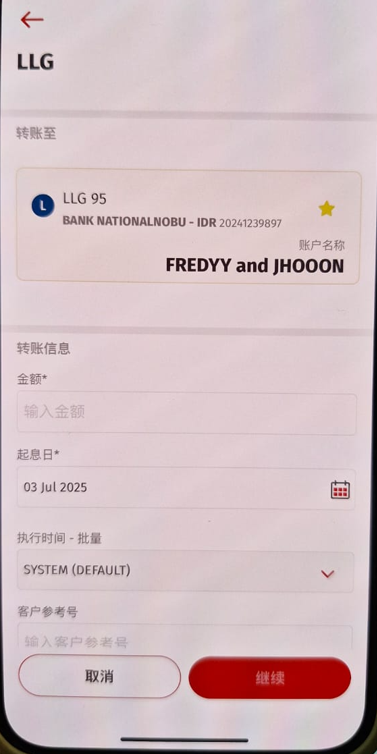 LLG
转账至
L
LLG 95
BANK NATIONALNOBU - IDR 20241239897
账户名称
FREDYY and JHOOON
转账信息
金额*
输入金额
起息日*
03 Jul 2025
执行时间 - 批量
SYSTEM (DEFAULT)
客户参考号
输入客户参考号
取消
继续